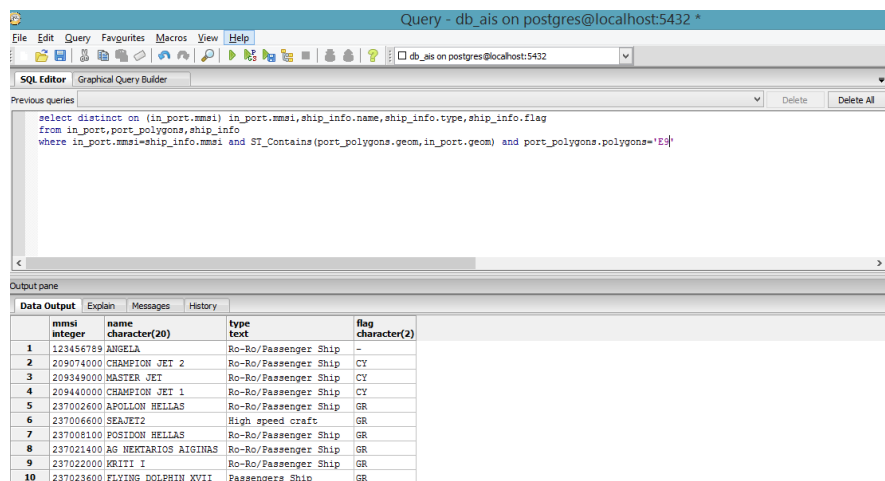 Query - db_ais on postgres@localhost:5432 *
File Edit Query Favourites Macros View Help
db_ais on postgres@localhost:5432
SQL Editor Graphical Query Builder
Previous queries Delete Delete All
select distinct on (in_port.mmsi) in_port.mmsi,ship_info.name,ship_info.type,ship_info.flag
from in_port,port_polygons,ship_info
where in_port.mmsi=ship_info.mmsi and ST_Contains(port_polygons.geom,in_port.geom) and port_polygons.polygons='E9'
Output pane
Data Output Explain Messages History
mmsi name type flag
integer character(20) text character(2)
1 123456789 ANGELA Ro-Ro/Passenger Ship -
2 209074000 CHAMPION JET 2 Ro-Ro/Passenger Ship CY
3 209349000 MASTER JET Ro-Ro/Passenger Ship CY
4 209440000 CHAMPION JET 1 Ro-Ro/Passenger Ship CY
5 237002600 APOLLON HELLAS Ro-Ro/Passenger Ship GR
6 237006600 SEAJET2 High speed craft GR
7 237008100 POSIDON HELLAS Ro-Ro/Passenger Ship GR
8 237021400 AG NEKTARIOS AIGINAS Ro-Ro/Passenger Ship GR
9 237022000 KRITI I Ro-Ro/Passenger Ship GR
10 237023600 FLYING DOLPHIN XVII Passengers Ship GR